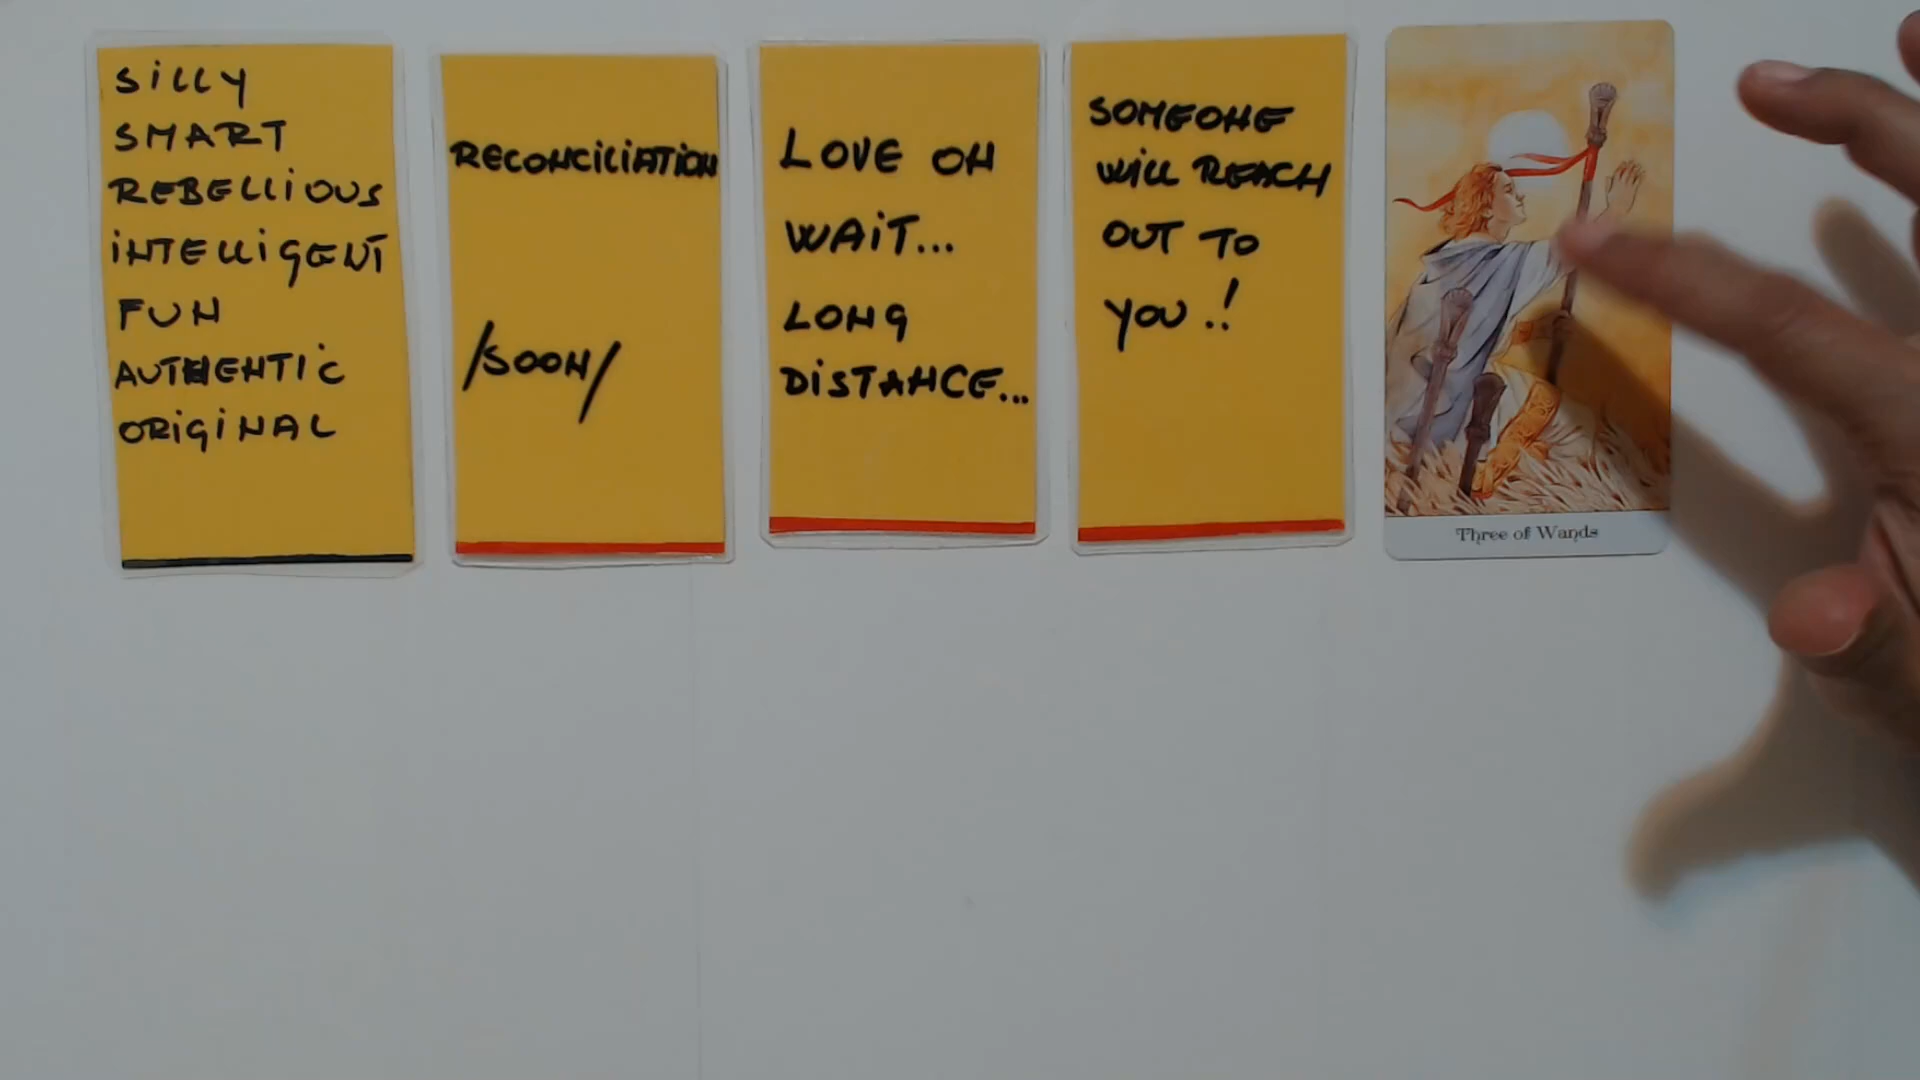 SiLLY
SMART
REBELLiOUS
iNTELLiGENT
FUN
AUTHENTiC
ORiGiNAL
RECONCiLiATiON
/SOON/
LOVE ON
WAiT...
LONG
DiSTANCE...
SOMEONE
WiLL REACH
OUT TO
YOU !
Three of Wands